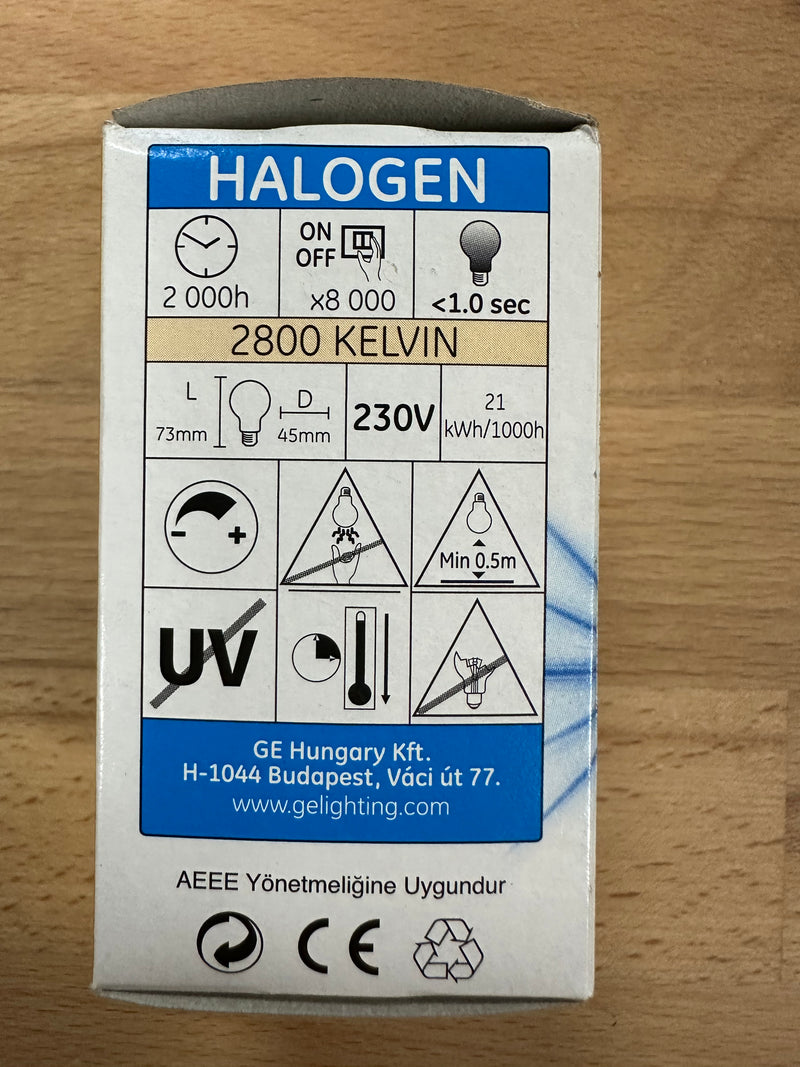 HALOGEN
ON
OFF
2 000h
x8 000
<1.0 sec
2800 KELVIN
L
D
73mm
45mm
230V
21
kWh/1000h
- +
Min 0.5m
UV
GE Hungary Kft.
H-1044 Budapest, Váci út 77.
www.gelighting.com
AEEE Yönetmeliğine Uygundur
CE